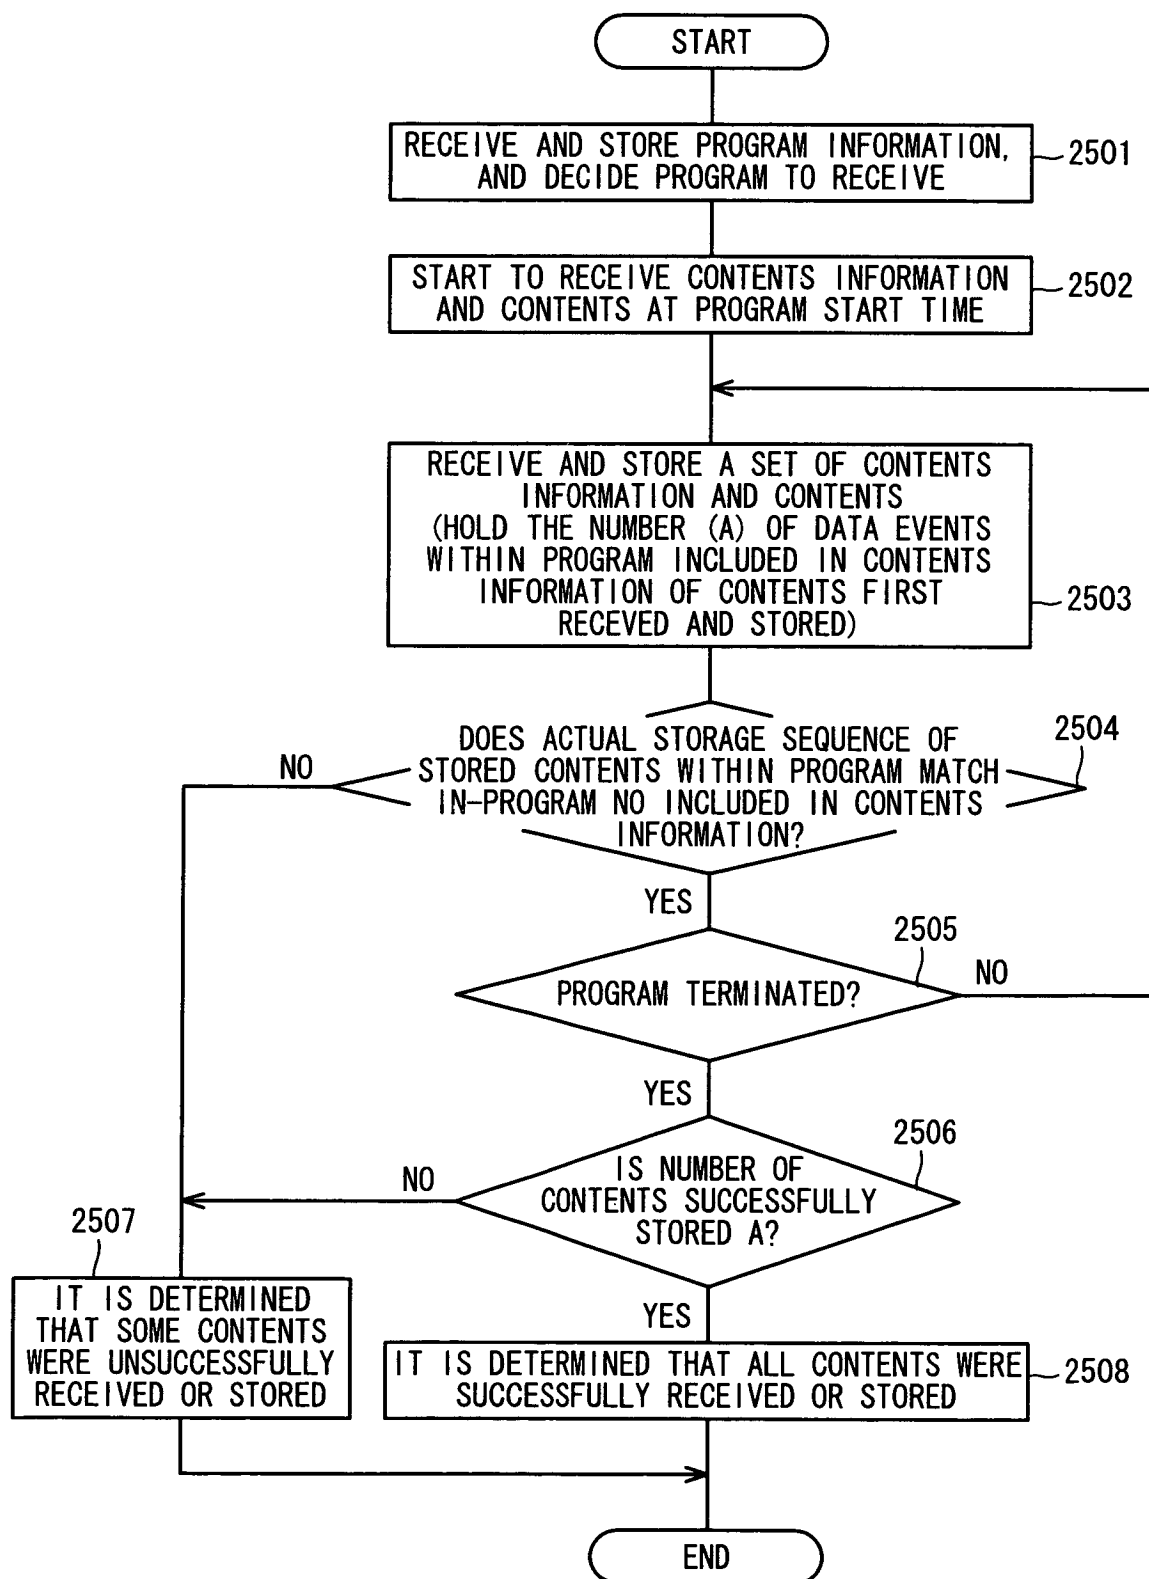 START
RECEIVE AND STORE PROGRAM INFORMATION,
AND DECIDE PROGRAM TO RECEIVE
2501
START TO RECEIVE CONTENTS INFORMATION
AND CONTENTS AT PROGRAM START TIME
2502
RECEIVE AND STORE A SET OF CONTENTS
INFORMATION AND CONTENTS
(HOLD THE NUMBER (A) OF DATA EVENTS
WITHIN PROGRAM INCLUDED IN CONTENTS
INFORMATION OF CONTENTS FIRST
RECEVED AND STORED)
2503
DOES ACTUAL STORAGE SEQUENCE OF
STORED CONTENTS WITHIN PROGRAM MATCH
IN-PROGRAM NO INCLUDED IN CONTENTS
INFORMATION?
2504
NO
YES
PROGRAM TERMINATED?
2505
NO
YES
IS NUMBER OF
CONTENTS SUCCESSFULLY
STORED A?
2506
NO
YES
2507
IT IS DETERMINED
THAT SOME CONTENTS
WERE UNSUCCESSFULLY
RECEIVED OR STORED
IT IS DETERMINED THAT ALL CONTENTS WERE
SUCCESSFULLY RECEIVED OR STORED
2508
END